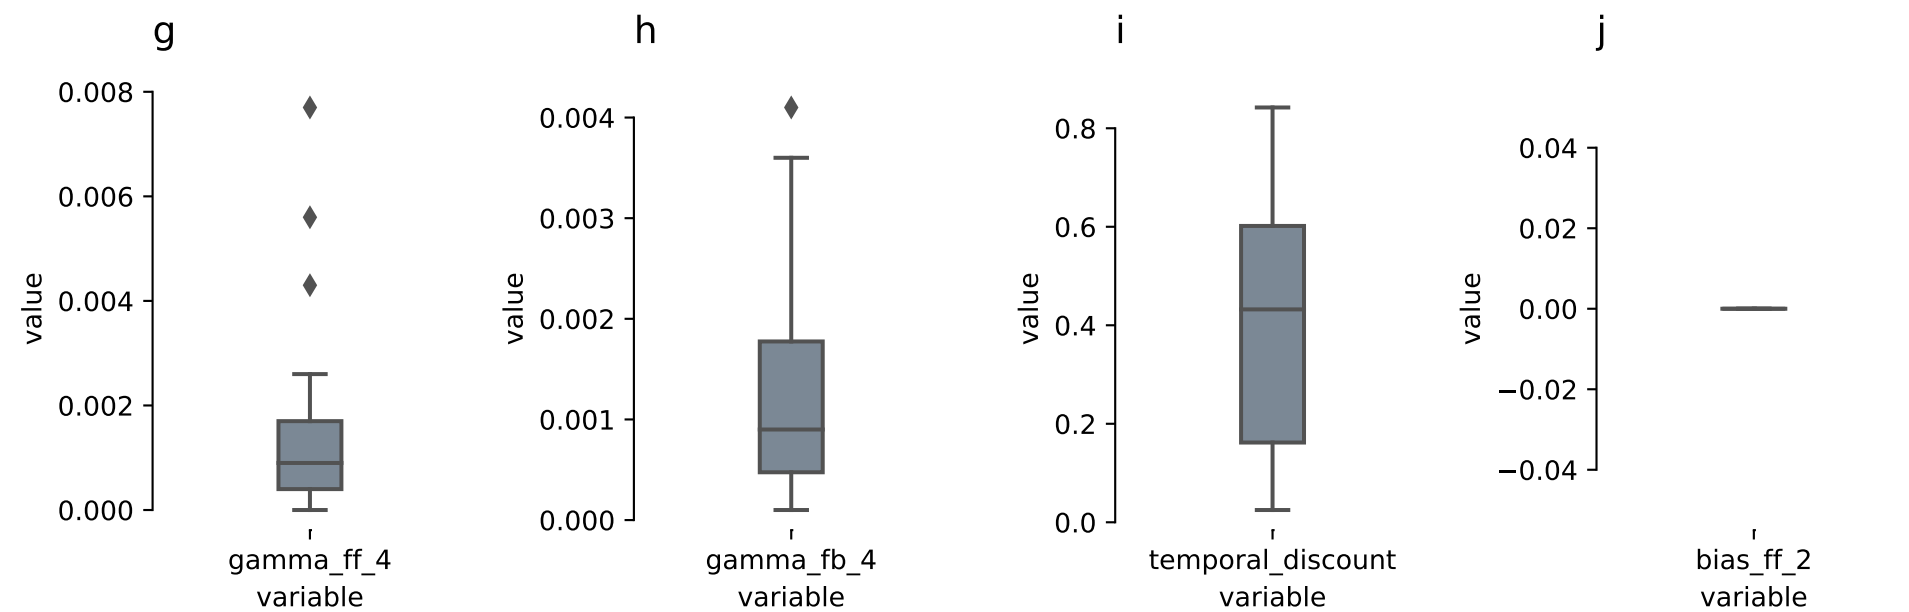 g
0.008
0.006
0.004
0.002
0.000
value
gamma_ff_4
variable
h
0.004
0.003
0.002
0.001
0.000
value
gamma_fb_4
variable
i
0.8
0.6
0.4
0.2
0.0
value
temporal_discount
variable
j
0.04
0.02
0.00
−0.02
−0.04
value
bias_ff_2
variable